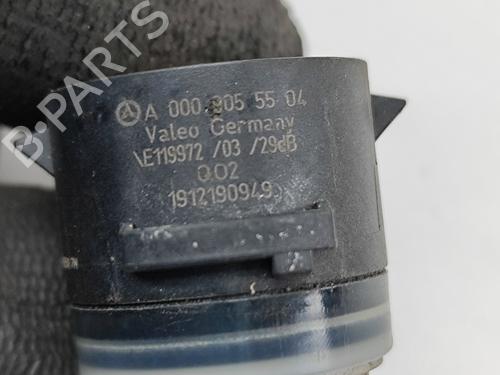 A 000 905 55 04
Valeo Germany
\E119972 /03 /29dB
Q02
1912190949
B-PARTS